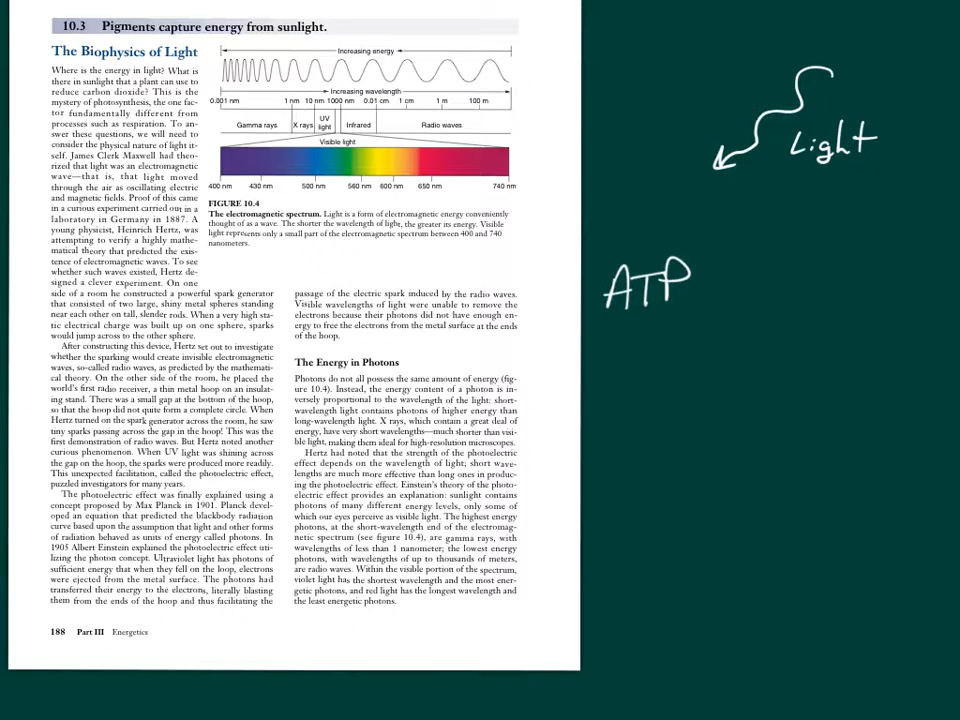 10.3 Pigments capture energy from sunlight.
The Biophysics of Light
Where is the energy in light? What is
there in sunlight that a plant can use to
reduce carbon dioxide? This is the
mystery of photosynthesis, the one fac-
tor fundamentally different from
processes such as respiration. To an-
swer these questions, we will need to
consider the physical nature of light it-
self. James Clerk Maxwell had theo-
rized that light was an electromagnetic
wave—that is, that light moved
through the air as oscillating electric
and magnetic fields. Proof of this came
in a curious experiment carried out in a
laboratory in Germany in 1887. A
young physicist, Heinrich Hertz, was
attempting to verify a highly mathe-
matical theory that predicted the exis-
tence of electromagnetic waves. To see
whether such waves existed, Hertz de-
signed a clever experiment. On one
side of a room he constructed a powerful spark generator
that consisted of two large, shiny metal spheres standing
near each other on tall, slender rods. When a very high sta-
tic electrical charge was built up on one sphere, sparks
would jump across to the other sphere.
After constructing this device, Hertz set out to investigate
whether the sparking would create invisible electromagnetic
waves, so-called radio waves, as predicted by the mathemati-
cal theory. On the other side of the room, he placed the
world's first radio receiver, a thin metal hoop on an insulat-
ing stand. There was a small gap at the bottom of the hoop,
so that the hoop did not quite form a complete circle. When
Hertz turned on the spark generator across the room, he saw
tiny sparks passing across the gap in the hoop! This was the
first demonstration of radio waves. But Hertz noted another
curious phenomenon. When UV light was shining across
the gap on the hoop, the sparks were produced more readily.
This unexpected facilitation, called the photoelectric effect,
puzzled investigators for many years.
The photoelectric effect was finally explained using a
concept proposed by Max Planck in 1901. Planck devel-
oped an equation that predicted the blackbody radiation
curve based upon the assumption that light and other forms
of radiation behaved as units of energy called photons. In
1905 Albert Einstein explained the photoelectric effect uti-
lizing the photon concept. Ultraviolet light has photons of
sufficient energy that when they fell on the loop, electrons
were ejected from the metal surface. The photons had
transferred their energy to the electrons, literally blasting
them from the ends of the hoop and thus facilitating the
Increasing energy
Increasing wavelength
0.001 nm 1 nm 10 nm 1000 nm 0.01 cm 1 cm 1 m 100 m
Gamma rays X rays UV light Infrared Radio waves
Visible light
400 nm 430 nm 500 nm 560 nm 600 nm 650 nm 740 nm
FIGURE 10.4
The electromagnetic spectrum. Light is a form of electromagnetic energy conveniently
thought of as a wave. The shorter the wavelength of light, the greater its energy. Visible
light represents only a small part of the electromagnetic spectrum between 400 and 740
nanometers.
passage of the electric spark induced by the radio waves.
Visible wavelengths of light were unable to remove the
electrons because their photons did not have enough en-
ergy to free the electrons from the metal surface at the ends
of the hoop.
The Energy in Photons
Photons do not all possess the same amount of energy (fig-
ure 10.4). Instead, the energy content of a photon is in-
versely proportional to the wavelength of the light: short-
wavelength light contains photons of higher energy than
long-wavelength light. X rays, which contain a great deal of
energy, have very short wavelengths—much shorter than visi-
ble light, making them ideal for high-resolution microscopes.
Hertz had noted that the strength of the photoelectric
effect depends on the wavelength of light; short wave-
lengths are much more effective than long ones in produc-
ing the photoelectric effect. Einstein's theory of the photo-
electric effect provides an explanation: sunlight contains
photons of many different energy levels, only some of
which our eyes perceive as visible light. The highest energy
photons, at the short-wavelength end of the electromag-
netic spectrum (see figure 10.4), are gamma rays, with
wavelengths of less than 1 nanometer; the lowest energy
photons, with wavelengths of up to thousands of meters,
are radio waves. Within the visible portion of the spectrum,
violet light has the shortest wavelength and the most ener-
getic photons, and red light has the longest wavelength and
the least energetic photons.
188 Part III Energetics
Light
ATP